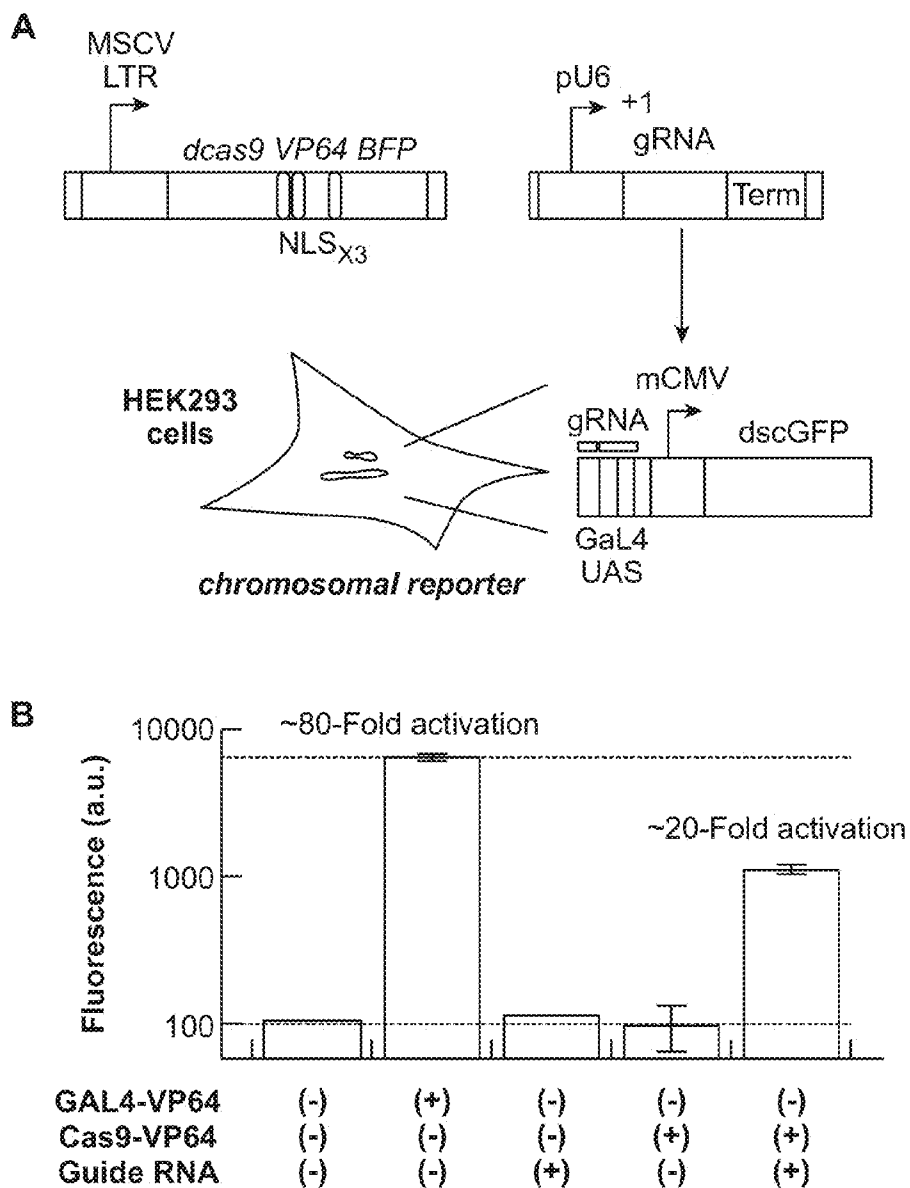 A
MSCV
LTR
dcas9 VP64 BFP
NLSX3
pU6
+1
gRNA
Term
HEK293
cells
chromosomal reporter
mCMV
gRNA
dscGFP
GaL4
UAS
B
~80-Fold activation
~20-Fold activation
Fluorescence (a.u.)
10000
1000
100
GAL4-VP64 (-) (+) (-) (-) (-)
Cas9-VP64 (-) (-) (-) (+) (+)
Guide RNA (-) (-) (+) (-) (+)